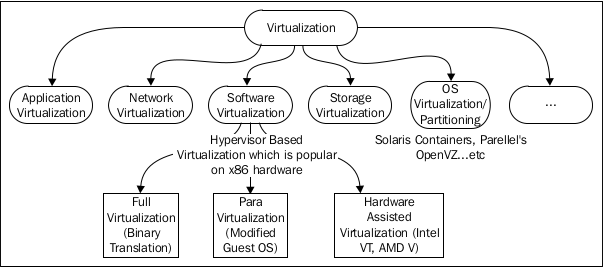 Virtualization
Application
Virtualization
Network
Virtualization
Software
Virtualization
Storage
Virtualization
OS
Virtualization/
Partitioning
...
Solaris Containers, Parellel's
OpenVZ...etc
Hypervisor Based
Virtualization which is popular
on x86 hardware
Full
Virtualization
(Binary
Translation)
Para
Virtualization
(Modified
Guest OS)
Hardware
Assisted
Virtualization (Intel
VT, AMD V)